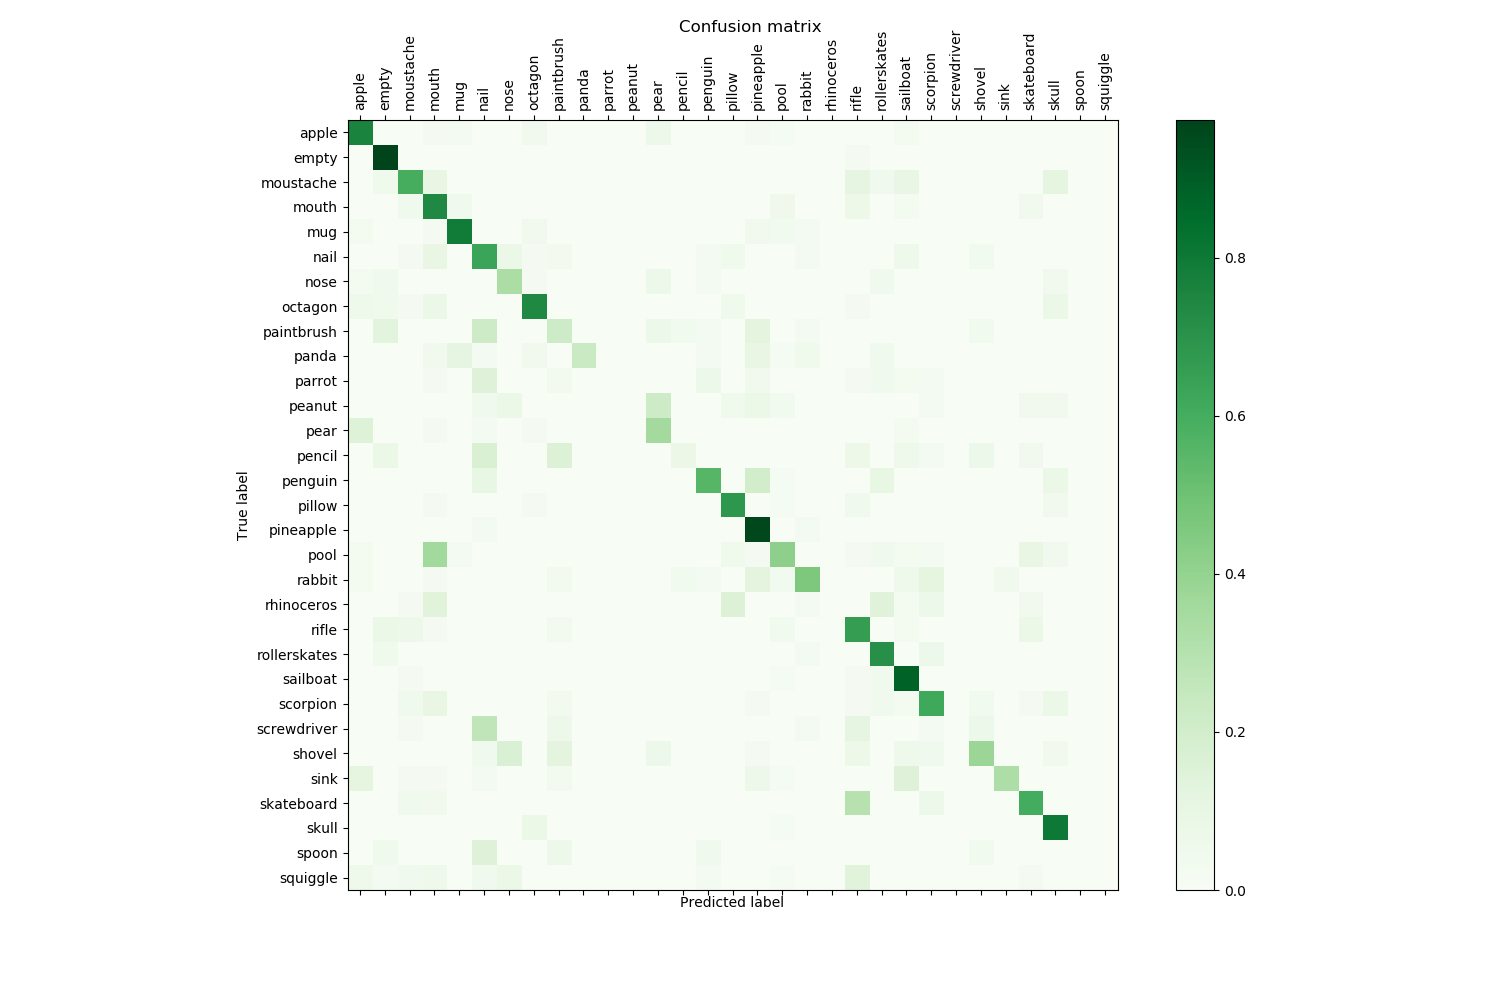 Confusion matrix
apple
empty
moustache
mouth
mug
nail
nose
octagon
paintbrush
panda
parrot
peanut
pear
pencil
penguin
pillow
pineapple
pool
rabbit
rhinoceros
rifle
rollerskates
sailboat
scorpion
screwdriver
shovel
sink
skateboard
skull
spoon
squiggle
True label
apple
empty
moustache
mouth
mug
nail
nose
octagon
paintbrush
panda
parrot
peanut
pear
pencil
penguin
pillow
pineapple
pool
rabbit
rhinoceros
rifle
rollerskates
sailboat
scorpion
screwdriver
shovel
sink
skateboard
skull
spoon
squiggle
Predicted label
0.8
0.6
0.4
0.2
0.0